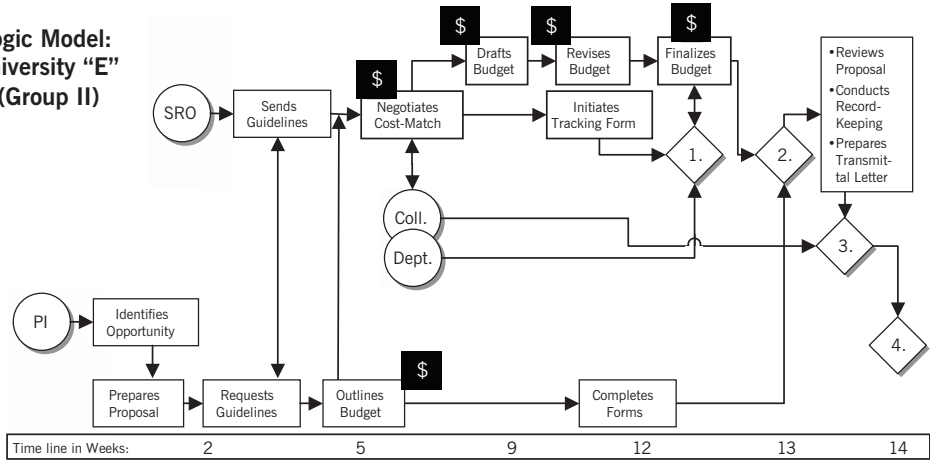 ogic Model:
iversity “E”
(Group II)
$
$
$
$
Drafts
Budget
Revises
Budget
Finalizes
Budget
•Reviews
Proposal
•Conducts
Record-
Keeping
•Prepares
Transmit-
tal Letter
SRO
Sends
Guidelines
Negotiates
Cost-Match
Initiates
Tracking Form
1.
2.
Coll.
Dept.
3.
PI
Identifies
Opportunity
4.
$
Prepares
Proposal
Requests
Guidelines
Outlines
Budget
Completes
Forms
Time line in Weeks: 2 5 9 12 13 14